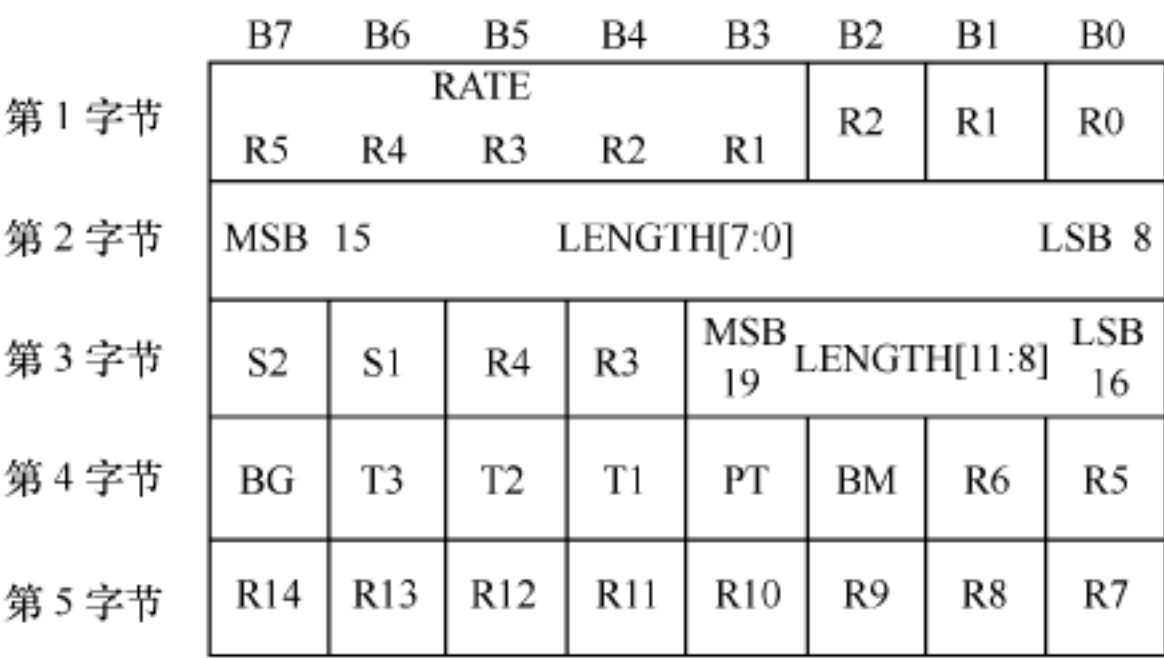 B7 B6 B5 B4 B3 B2 B1 B0
第1字节 RATE R2 R1 R0
R5 R4 R3 R2 R1
第2字节 MSB 15 LENGTH[7:0] LSB 8
第3字节 S2 S1 R4 R3 MSB 19 LENGTH[11:8] LSB 16
第4字节 BG T3 T2 T1 PT BM R6 R5
第5字节 R14 R13 R12 R11 R10 R9 R8 R7